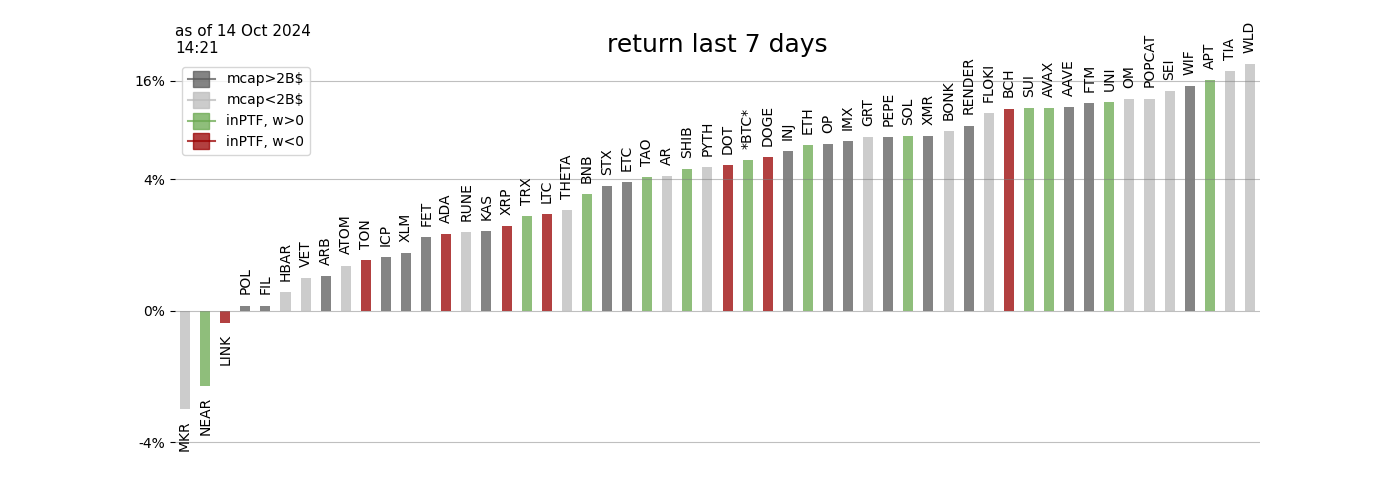 as of 14 Oct 2024
14:21
return last 7 days
mcap>2B$
mcap<2B$
inPTF, w>0
inPTF, w<0
16%
4%
0%
-4%
MKR
NEAR
LINK
POL
FIL
HBAR
VET
ARB
ATOM
TON
ICP
XLM
FET
ADA
RUNE
KAS
XRP
TRX
LTC
THETA
BNB
STX
ETC
TAO
AR
SHIB
PYTH
DOT
*BTC*
DOGE
INJ
ETH
OP
IMX
GRT
PEPE
SOL
XMR
BONK
RENDER
FLOKI
BCH
SUI
AVAX
AAVE
FTM
UNI
OM
POPCAT
SEI
WIF
APT
TIA
WLD